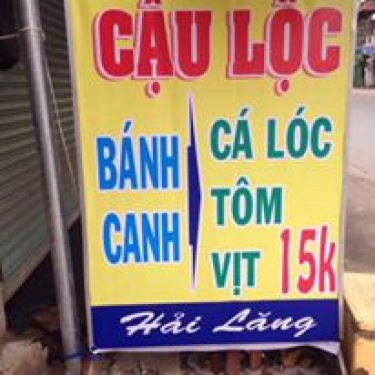 CẬU LỘC
BÁNH CANH
CÁ LÓC
TÔM
VỊT 15k
Hải Lăng